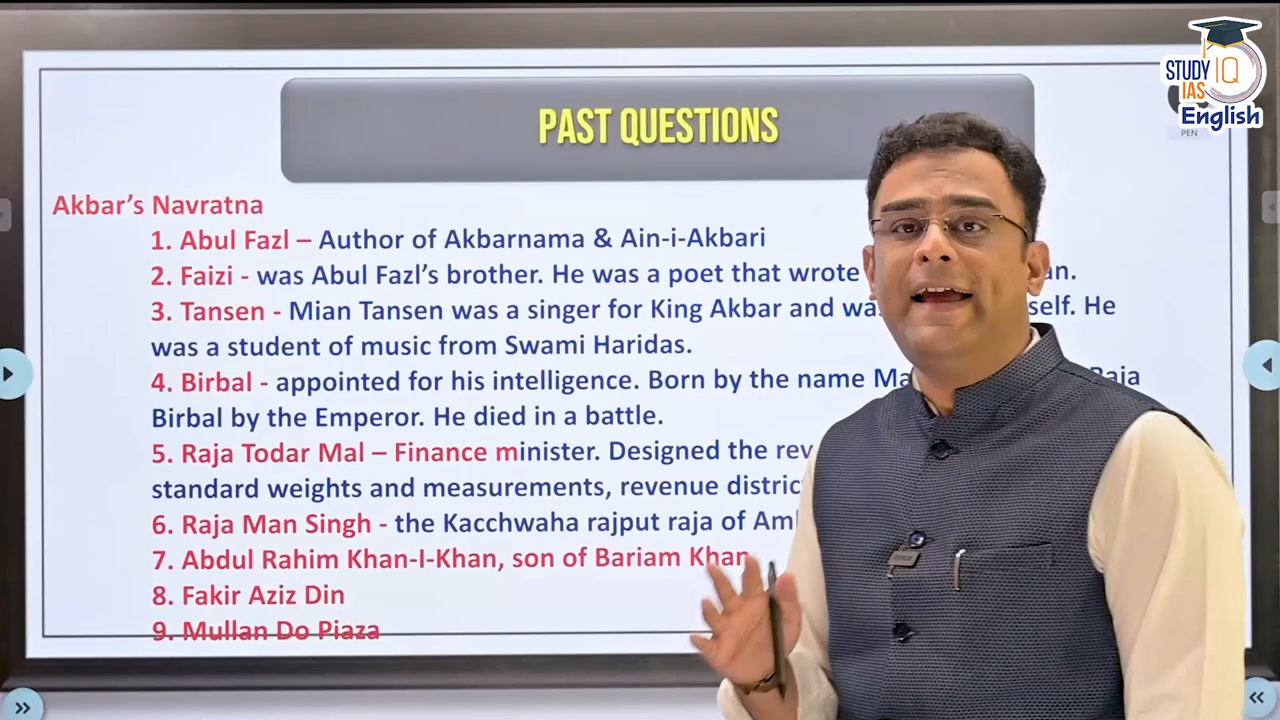 STUDY IQ
IAS
English
PEN
PAST QUESTIONS
Akbar's Navratna
1. Abul Fazl – Author of Akbarnama & Ain-i-Akbari
2. Faizi - was Abul Fazl's brother. He was a poet that wrote an.
3. Tansen - Mian Tansen was a singer for King Akbar and self. He
was a student of music from Swami Haridas.
4. Birbal - appointed for his intelligence. Born by the name Raja
Birbal by the Emperor. He died in a battle.
5. Raja Todar Mal – Finance minister. Designed the
standard weights and measurements, revenue
6. Raja Man Singh - the Kacchwaha rajput raja of
7. Abdul Rahim Khan-I-Khan, son of Bariam Khan
8. Fakir Aziz Din
9. Mullan Do Piaza